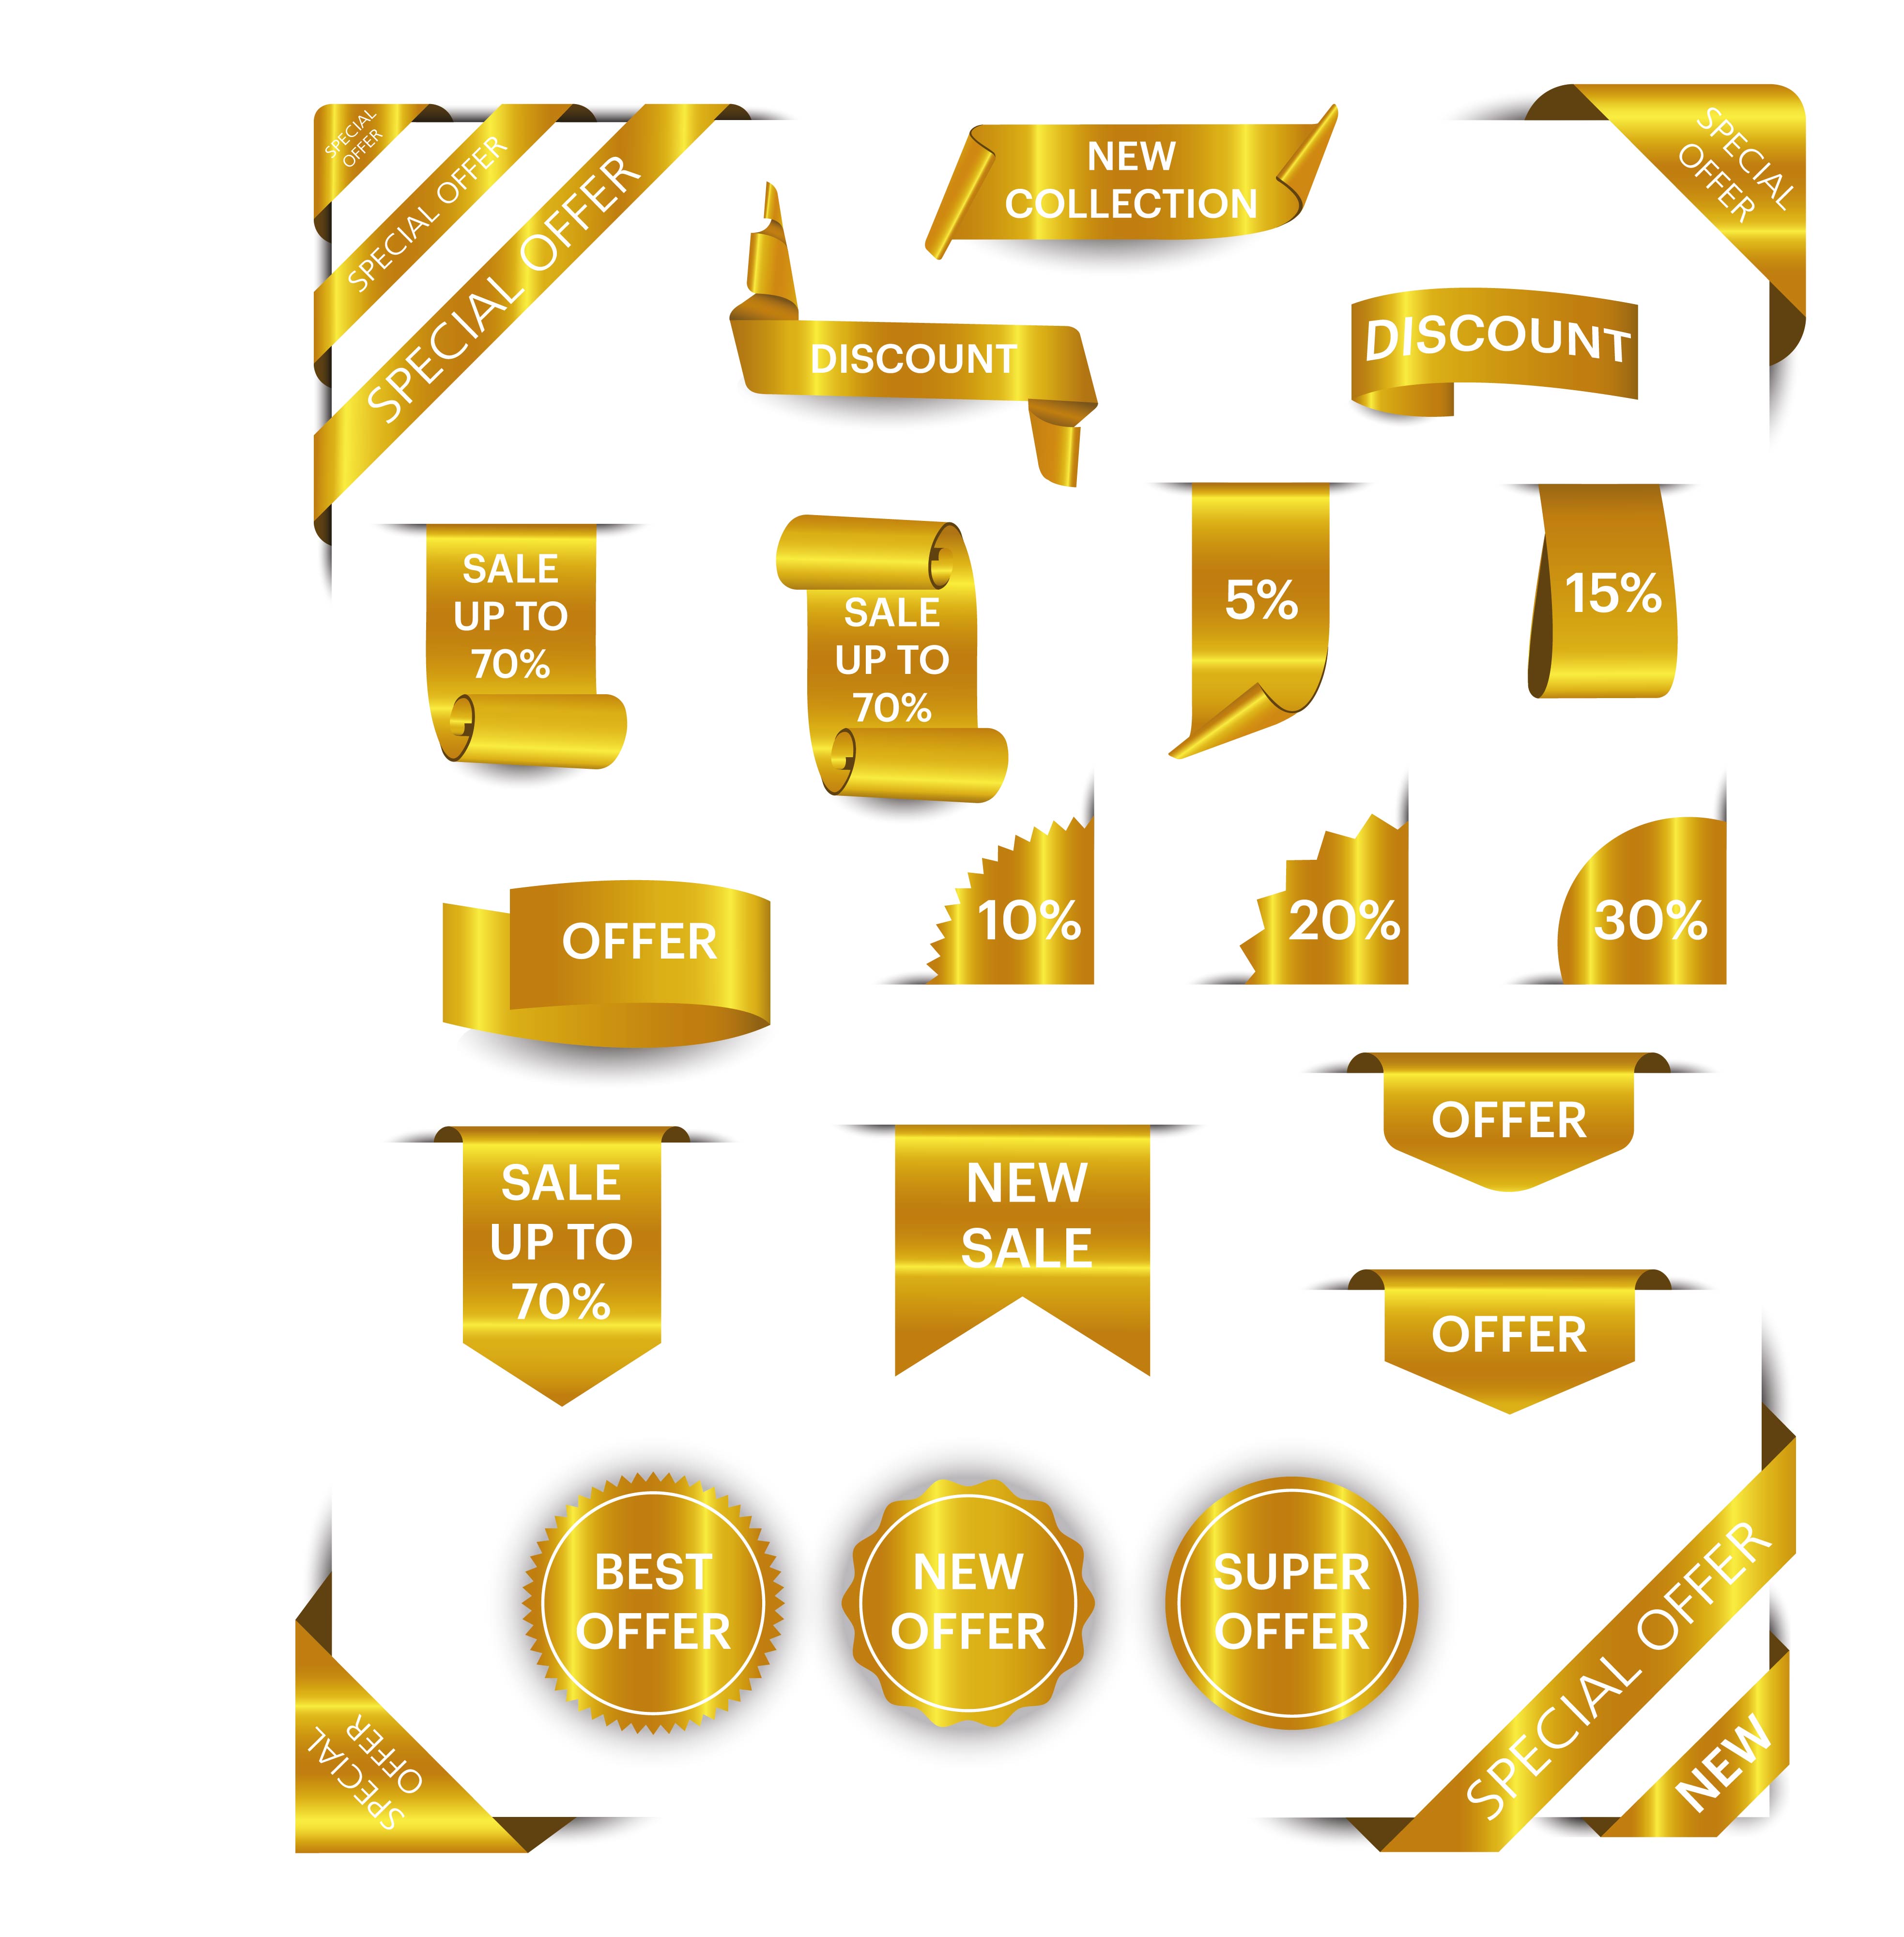 SPECIAL
OFFER
SPECIAL OFFER
SPECIAL OFFER
NEW
COLLECTION
SPECIAL
OFFER
DISCOUNT
DISCOUNT
SALE
UP TO
70%
SALE
UP TO
70%
5%
15%
OFFER
10%
20%
30%
SALE
UP TO
70%
NEW
SALE
OFFER
OFFER
BEST
OFFER
NEW
OFFER
SUPER
OFFER
SPECIAL
OFFER
SPECIAL OFFER
NEW